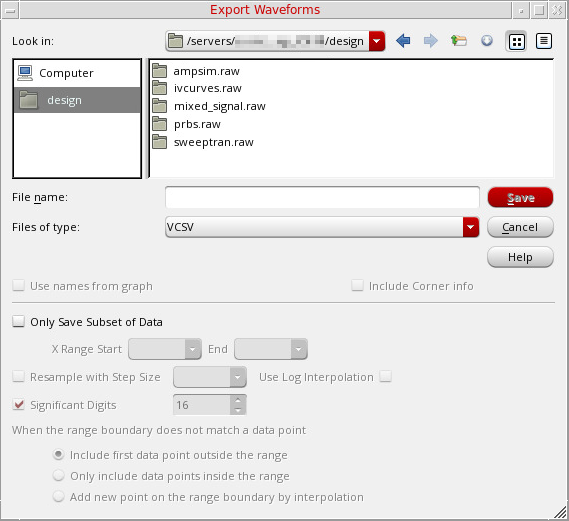 Export Waveforms
Look in: /servers/ /design
Computer
design
ampsim.raw
ivcurves.raw
mixed_signal.raw
prbs.raw
sweeptran.raw
File name: Save
Files of type: VCSV Cancel
Help
Use names from graph Include Corner info
Only Save Subset of Data
X Range Start End
Resample with Step Size Use Log Interpolation
Significant Digits 16
When the range boundary does not match a data point
Include first data point outside the range
Only include data points inside the range
Add new point on the range boundary by interpolation